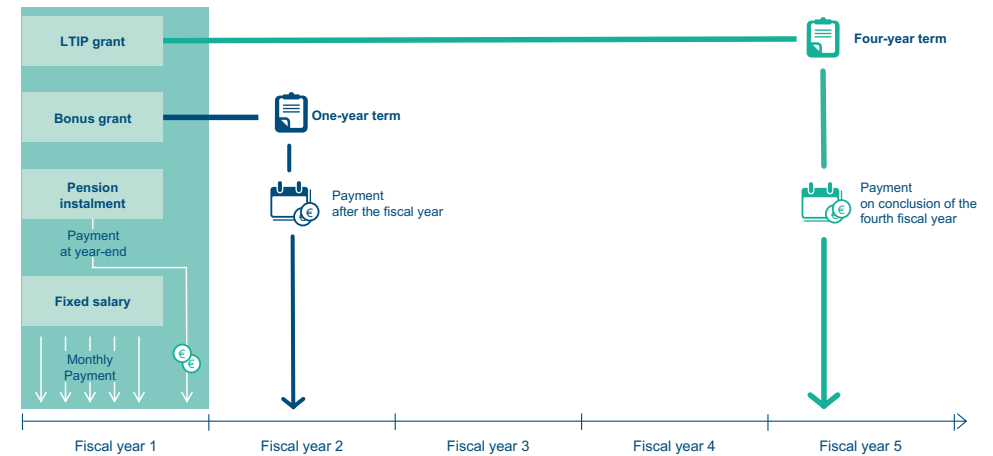 LTIP grant
Four-year term
Bonus grant
One-year term
Pension
instalment
Payment
after the fiscal year
Payment
on conclusion of the
fourth fiscal year
Payment
at year-end
Fixed salary
€
€
€
€
€
€
Monthly
Payment
Fiscal year 1
Fiscal year 2
Fiscal year 3
Fiscal year 4
Fiscal year 5